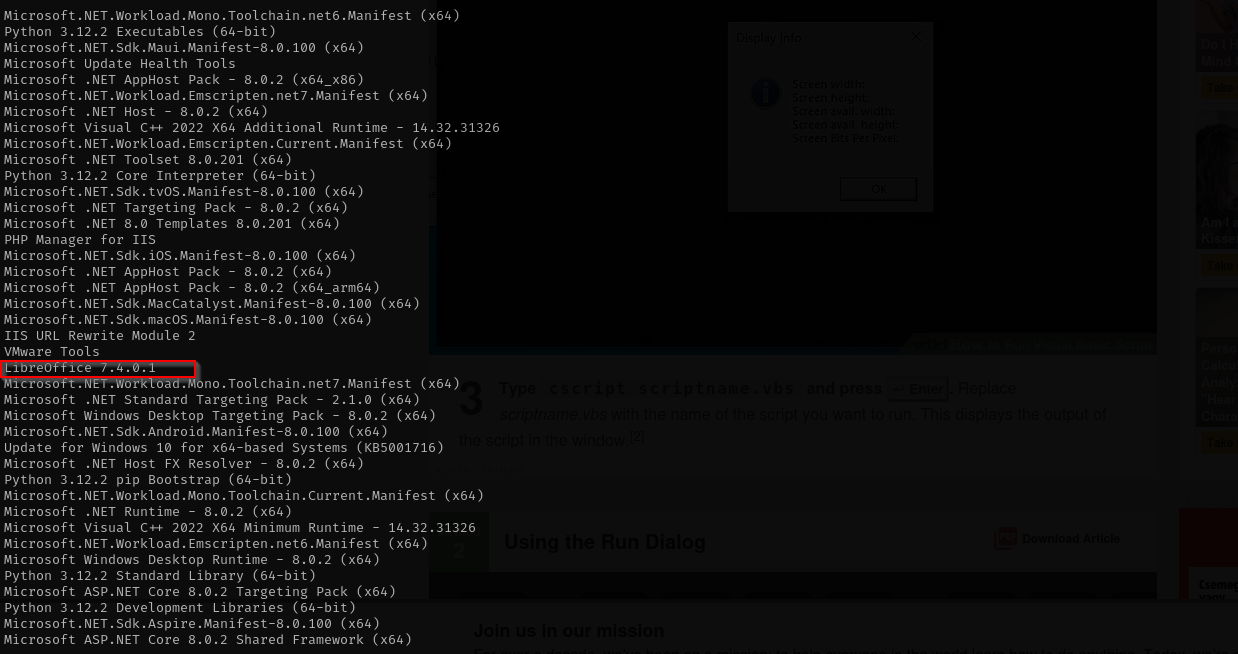 Microsoft.NET.Workload.Mono.Toolchain.net6.Manifest (x64)
Python 3.12.2 Executables (64-bit)
Microsoft.NET.Sdk.Maui.Manifest-8.0.100 (x64)
Microsoft Update Health Tools
Microsoft .NET AppHost Pack - 8.0.2 (x64_x86)
Microsoft.NET.Workload.Emscripten.net7.Manifest (x64)
Microsoft .NET Host - 8.0.2 (x64)
Microsoft Visual C++ 2022 X64 Additional Runtime - 14.32.31326
Microsoft.NET.Workload.Emscripten.Current.Manifest (x64)
Microsoft .NET Toolset 8.0.201 (x64)
Python 3.12.2 Core Interpreter (64-bit)
Microsoft.NET.Sdk.tvOS.Manifest-8.0.100 (x64)
Microsoft .NET Targeting Pack - 8.0.2 (x64)
Microsoft .NET 8.0 Templates 8.0.201 (x64)
PHP Manager for IIS
Microsoft.NET.Sdk.iOS.Manifest-8.0.100 (x64)
Microsoft .NET AppHost Pack - 8.0.2 (x64)
Microsoft .NET AppHost Pack - 8.0.2 (x64_arm64)
Microsoft.NET.Sdk.MacCatalyst.Manifest-8.0.100 (x64)
Microsoft.NET.Sdk.macOS.Manifest-8.0.100 (x64)
IIS URL Rewrite Module 2
VMware Tools
LibreOffice 7.4.0.1
Microsoft.NET.Workload.Mono.Toolchain.net7.Manifest (x64)
Microsoft .NET Standard Targeting Pack - 2.1.0 (x64)
Microsoft Windows Desktop Targeting Pack - 8.0.2 (x64)
Microsoft.NET.Sdk.Android.Manifest-8.0.100 (x64)
Update for Windows 10 for x64-based Systems (KB5001716)
Microsoft .NET Host FX Resolver - 8.0.2 (x64)
Python 3.12.2 pip Bootstrap (64-bit)
Microsoft.NET.Workload.Mono.Toolchain.Current.Manifest (x64)
Microsoft .NET Runtime - 8.0.2 (x64)
Microsoft Visual C++ 2022 X64 Minimum Runtime - 14.32.31326
Microsoft.NET.Workload.Emscripten.net6.Manifest (x64)
Microsoft Windows Desktop Runtime - 8.0.2 (x64)
Python 3.12.2 Standard Library (64-bit)
Microsoft ASP.NET Core 8.0.2 Targeting Pack (x64)
Python 3.12.2 Development Libraries (64-bit)
Microsoft.NET.Sdk.Aspire.Manifest-8.0.100 (x64)
Microsoft ASP.NET Core 8.0.2 Shared Framework (x64)
Display Info
Screen width:
Screen height:
Screen avail. width:
Screen avail. height:
Screen Bits Per Pixel:
OK
3 Type cscript scriptname.vbs and press ↵ Enter. Replace
scriptname.vbs with the name of the script you want to run. This displays the output of
the script in the window.[2]
2 Using the Run Dialog
Download Article
Join us in our mission